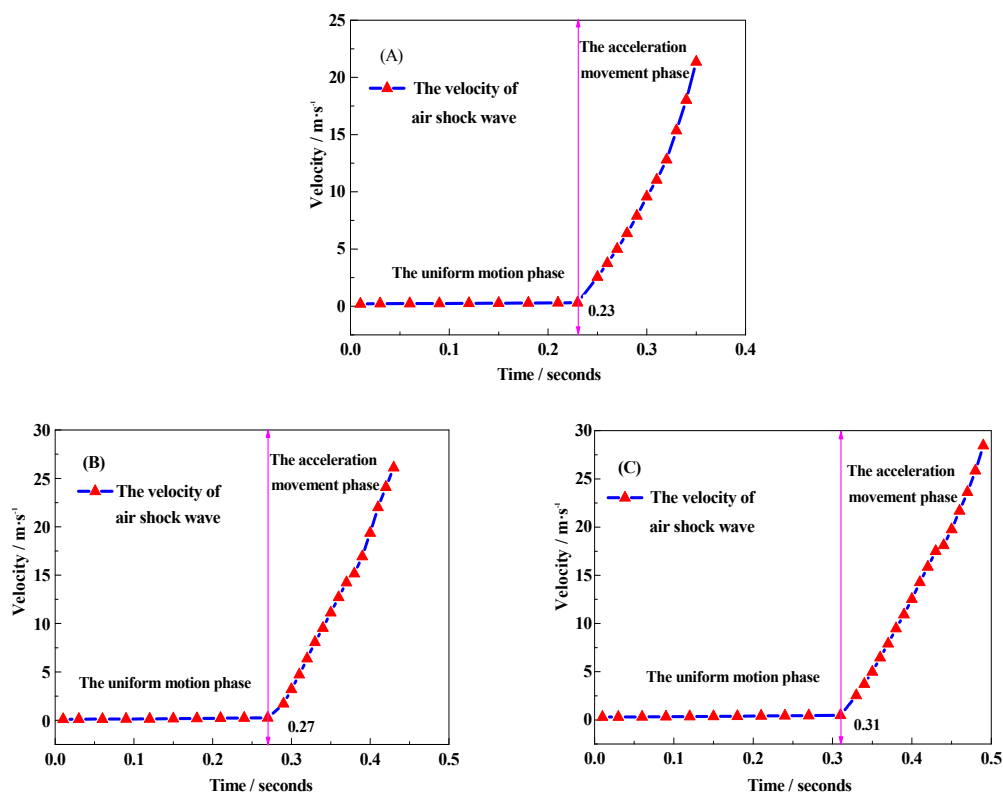 (A)
The acceleration
movement phase
The velocity of
air shock wave
The uniform motion phase
0.23
Velocity / m·s⁻¹
25
20
15
10
5
0
0.0 0.1 0.2 0.3 0.4
Time / seconds
(B)
The acceleration
movement phase
The velocity of
air shock wave
The uniform motion phase
0.27
Velocity / m·s⁻¹
30
25
20
15
10
5
0
0.0 0.1 0.2 0.3 0.4 0.5
Time / seconds
(C)
The acceleration
movement phase
The velocity of
air shock wave
The uniform motion phase
0.31
Velocity / m·s⁻¹
30
25
20
15
10
5
0
0.0 0.1 0.2 0.3 0.4 0.5
Time / seconds